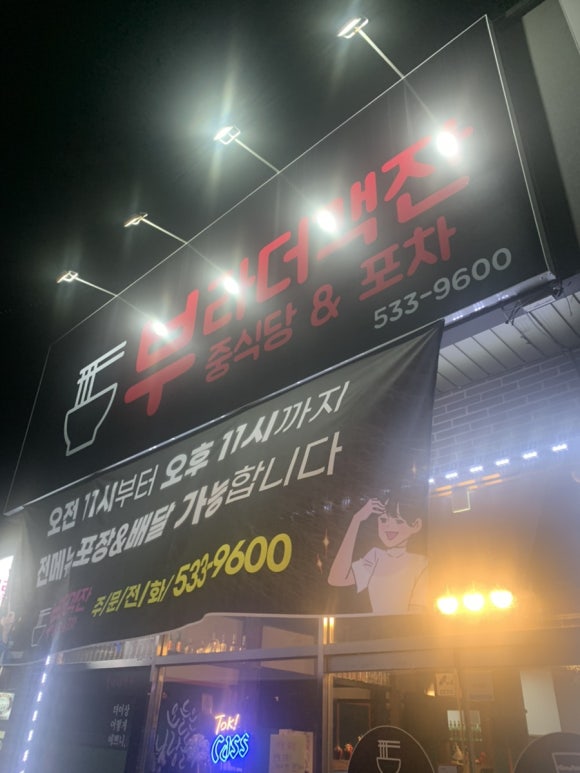 부라더객잔
중식당 & 포차
533-9600
오전 11시부터 오후 11시까지
전메뉴 포장&배달 가능합니다
주/문/전/화/533-9600
Tok!
Cass